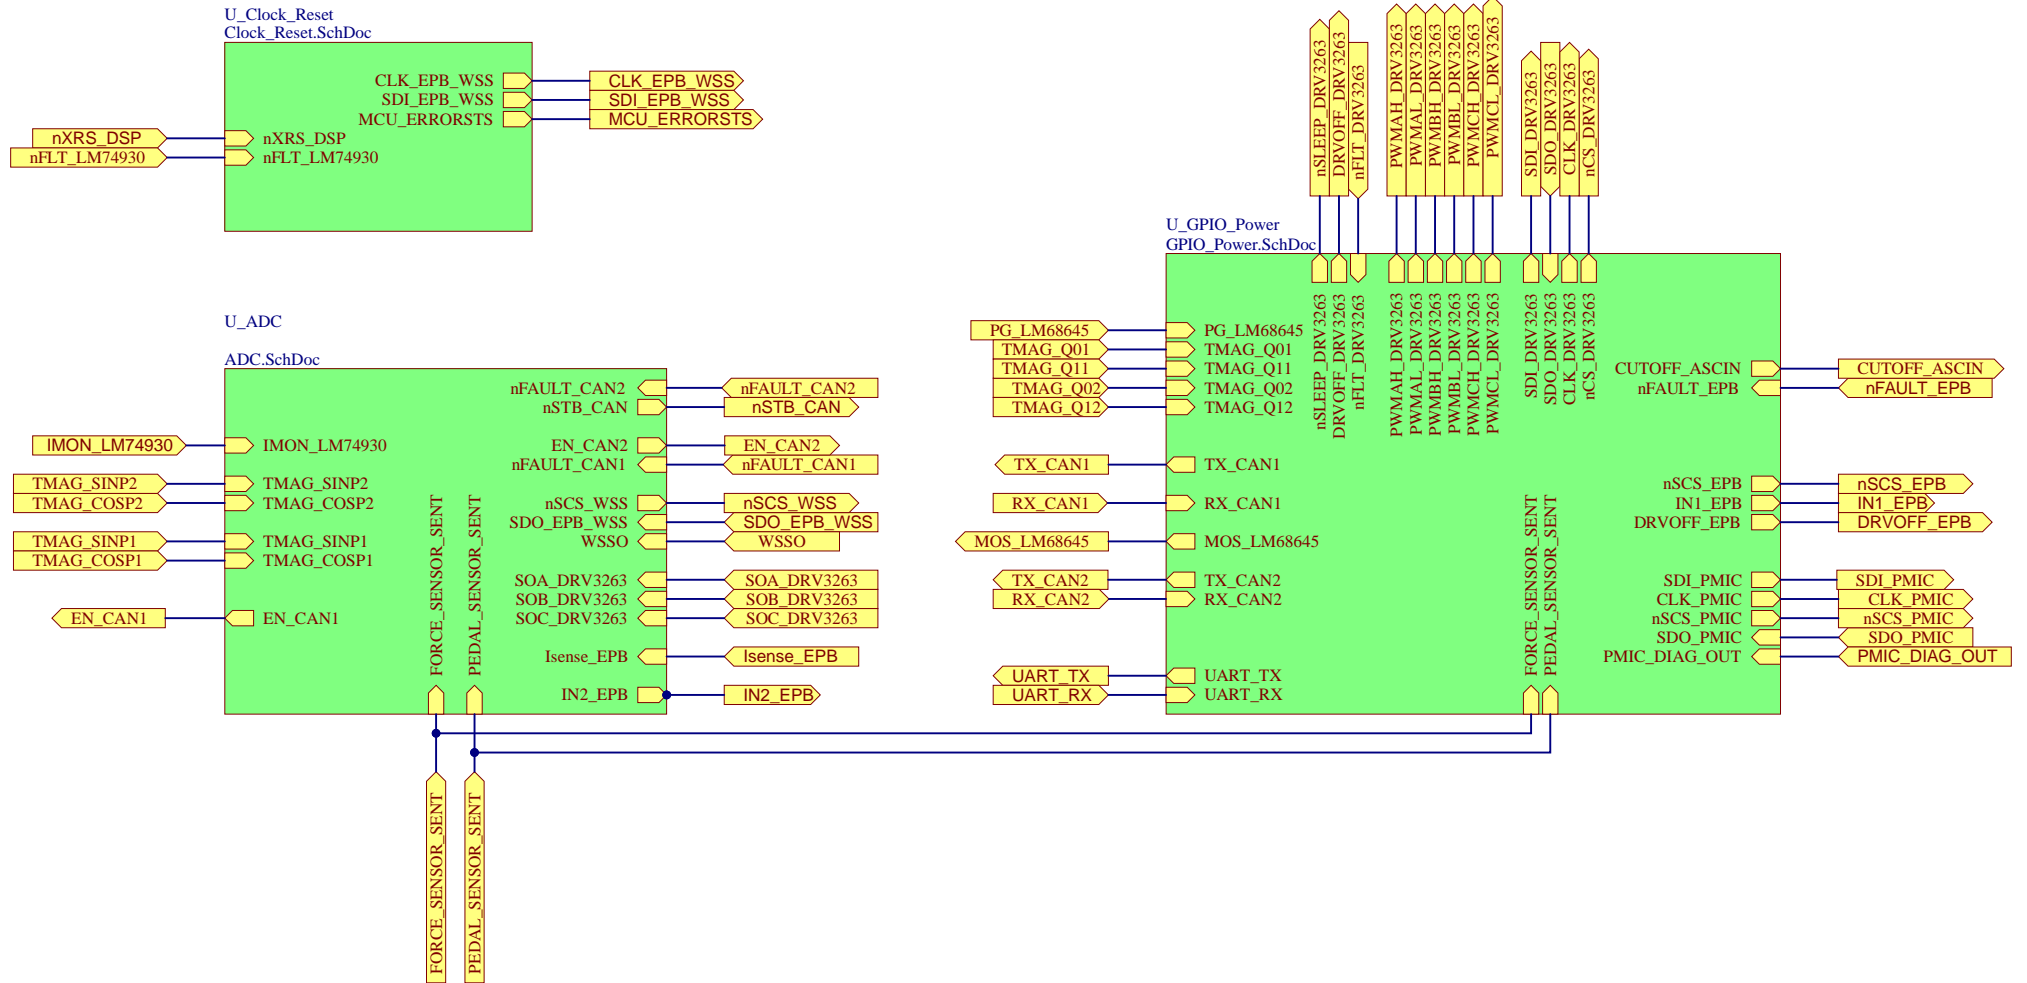 U_Clock_Reset
Clock_Reset.SchDoc
CLK_EPB_WSS
CLK_EPB_WSS
SDI_EPB_WSS
SDI_EPB_WSS
MCU_ERRORSTS
MCU_ERRORSTS
nXRS_DSP
nXRS_DSP
nFLT_LM74930
nFLT_LM74930
U_ADC
ADC.SchDoc
nFAULT_CAN2
nFAULT_CAN2
nSTB_CAN
nSTB_CAN
IMON_LM74930
IMON_LM74930
EN_CAN2
EN_CAN2
nFAULT_CAN1
nFAULT_CAN1
TMAG_SINP2
TMAG_SINP2
TMAG_COSP2
TMAG_COSP2
nSCS_WSS
nSCS_WSS
SDO_EPB_WSS
SDO_EPB_WSS
TMAG_SINP1
TMAG_SINP1
WSSO
WSSO
TMAG_COSP1
TMAG_COSP1
SOA_DRV3263
SOA_DRV3263
SOB_DRV3263
SOB_DRV3263
EN_CAN1
EN_CAN1
SOC_DRV3263
SOC_DRV3263
Isense_EPB
Isense_EPB
IN2_EPB
IN2_EPB
FORCE_SENSOR_SENT
PEDAL_SENSOR_SENT
FORCE_SENSOR_SENT
PEDAL_SENSOR_SENT
U_GPIO_Power
GPIO_Power.SchDoc
nSLEEP_DRV3263
DRVOFF_DRV3263
nFLT_DRV3263
PWMAH_DRV3263
PWMAL_DRV3263
PWMBH_DRV3263
PWMBL_DRV3263
PWMCH_DRV3263
PWMCL_DRV3263
SDI_DRV3263
SDO_DRV3263
CLK_DRV3263
nCS_DRV3263
nSLEEP_DRV3263
DRVOFF_DRV3263
nFLT_DRV3263
PWMAH_DRV3263
PWMAL_DRV3263
PWMBH_DRV3263
PWMBL_DRV3263
PWMCH_DRV3263
PWMCL_DRV3263
SDI_DRV3263
SDO_DRV3263
CLK_DRV3263
nCS_DRV3263
PG_LM68645
PG_LM68645
TMAG_Q01
TMAG_Q01
TMAG_Q11
TMAG_Q11
TMAG_Q02
TMAG_Q02
TMAG_Q12
TMAG_Q12
TX_CAN1
TX_CAN1
RX_CAN1
RX_CAN1
MOS_LM68645
MOS_LM68645
TX_CAN2
TX_CAN2
RX_CAN2
RX_CAN2
UART_TX
UART_TX
UART_RX
UART_RX
CUTOFF_ASCIN
CUTOFF_ASCIN
nFAULT_EPB
nFAULT_EPB
nSCS_EPB
nSCS_EPB
IN1_EPB
IN1_EPB
DRVOFF_EPB
DRVOFF_EPB
SDI_PMIC
SDI_PMIC
CLK_PMIC
CLK_PMIC
nSCS_PMIC
nSCS_PMIC
SDO_PMIC
SDO_PMIC
PMIC_DIAG_OUT
PMIC_DIAG_OUT
FORCE_SENSOR_SENT
PEDAL_SENSOR_SENT